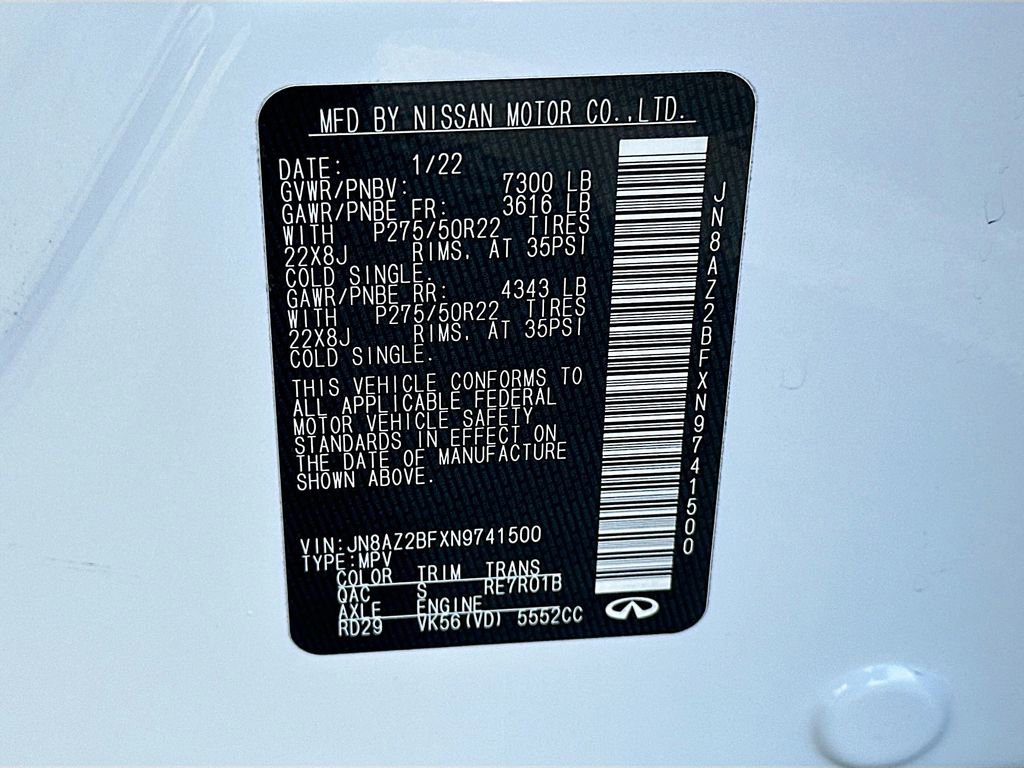 MFD BY NISSAN MOTOR CO.,LTD.
DATE: 1/22
GVWR/PNBV: 7300 LB
GAWR/PNBE FR: 3616 LB
WITH P275/50R22 TIRES
22X8J RIMS, AT 35PSI
COLD SINGLE.
GAWR/PNBE RR: 4343 LB
WITH P275/50R22 TIRES
22X8J RIMS, AT 35PSI
COLD SINGLE.
THIS VEHICLE CONFORMS TO
ALL APPLICABLE FEDERAL
MOTOR VEHICLE SAFETY
STANDARDS IN EFFECT ON
THE DATE OF MANUFACTURE
SHOWN ABOVE.
VIN:JN8AZ2BFXN9741500
TYPE:MPV
COLOR TRIM TRANS
QAC S RE7R01B
AXLE ENGINE
RD29 VK56(VD) 5552CC
JN8AZ2BFXN9741500